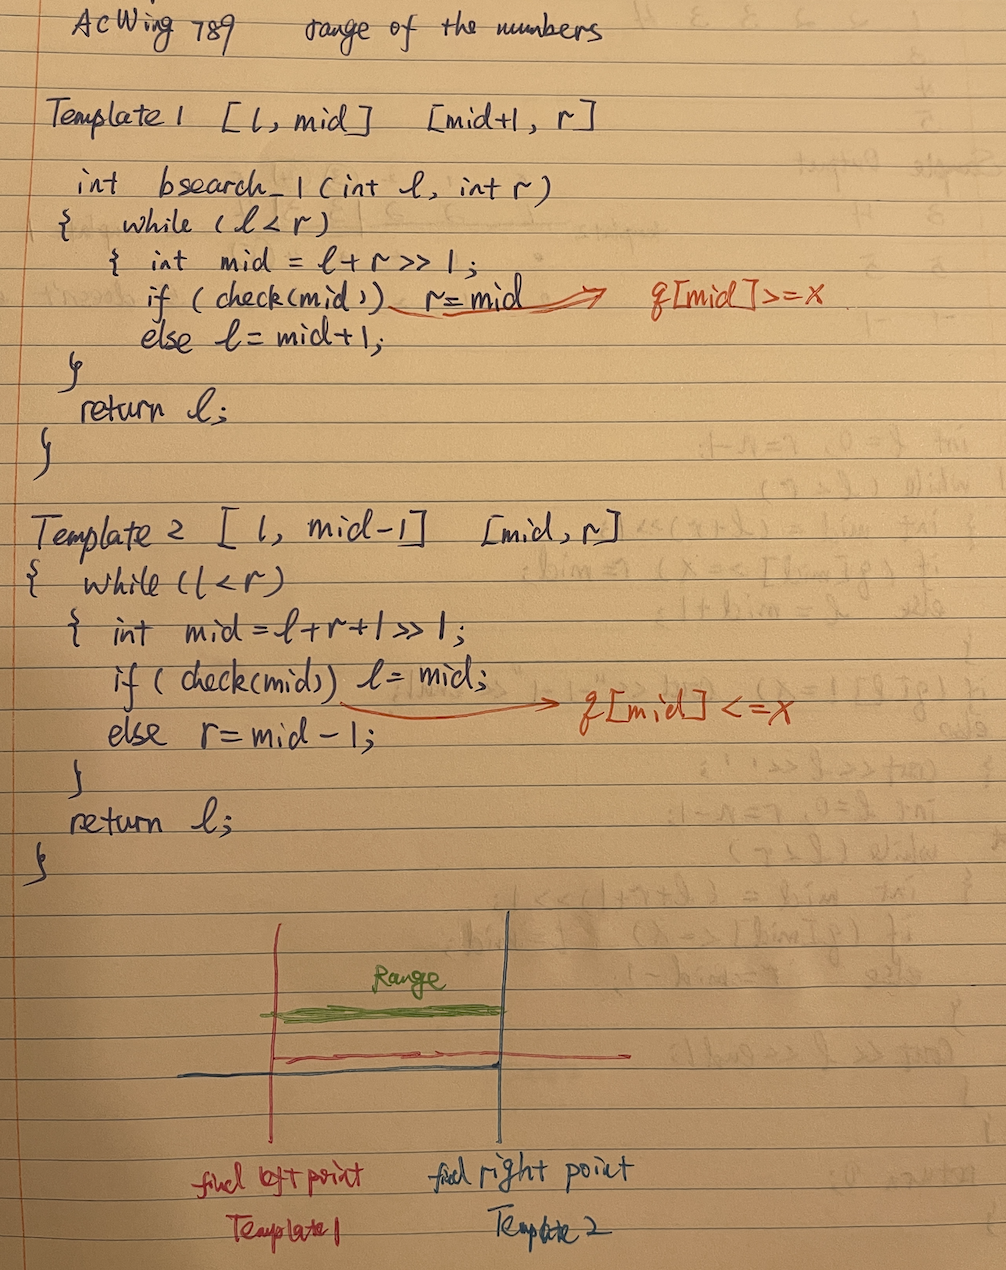 AcWing 789 range of the numbers
Template 1 [l, mid] [mid+1, r]
int bsearch_1(int l, int r)
{ while (l<r)
{ int mid = l+r>>1;
if (check(mid)) r=mid q[mid]>=x
else l=mid+1;
}
return l;
}
Template 2 [l, mid-1] [mid, r]
{ while (l<r)
{ int mid=l+r+1>>1;
if (check(mid)) l=mid; q[mid]<=x
else r=mid-1;
}
return l;
}
Range
find left point find right point
Template 1 Template 2